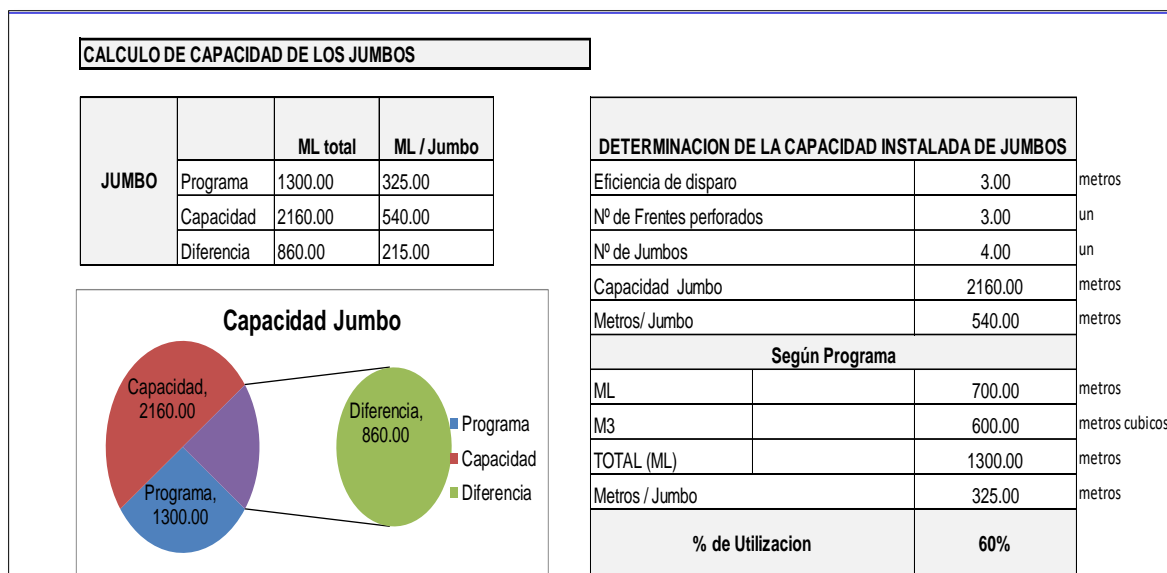 CALCULO DE CAPACIDAD DE LOS JUMBOS
ML total ML / Jumbo
JUMBO Programa 1300.00 325.00
Capacidad 2160.00 540.00
Diferencia 860.00 215.00
Capacidad Jumbo
Capacidad,
2160.00
Diferencia,
860.00
Programa,
1300.00
Programa
Capacidad
Diferencia
DETERMINACION DE LA CAPACIDAD INSTALADA DE JUMBOS
Eficiencia de disparo 3.00 metros
Nº de Frentes perforados 3.00 un
Nº de Jumbos 4.00 un
Capacidad Jumbo 2160.00 metros
Metros/ Jumbo 540.00 metros
Según Programa
ML 700.00 metros
M3 600.00 metros cubicos
TOTAL (ML) 1300.00 metros
Metros / Jumbo 325.00 metros
% de Utilizacion 60%